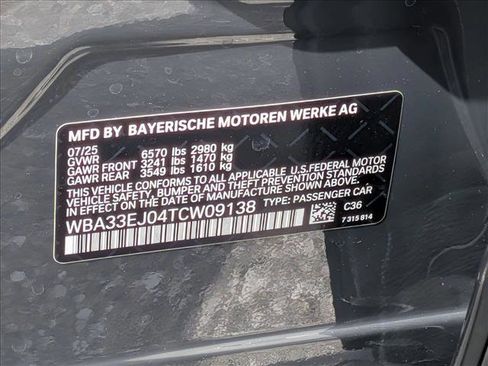 MFD BY BAYERISCHE MOTOREN WERKE AG
07/25
GVWR 6570 lbs 2980 kg
GAWR FRONT 3241 lbs 1470 kg
GAWR REAR 3549 lbs 1610 kg
THIS VEHICLE CONFORMS TO ALL APPLICABLE U.S.FEDERAL MOTOR
VEHICLE SAFETY, BUMPER AND THEFT PREVENTION STANDARDS
IN EFFECT ON THE DATE OF MANUFACTURE SHOWN ABOVE.
WBA33EJ04TCW09138 TYPE: PASSENGER CAR
C36
7 315 814